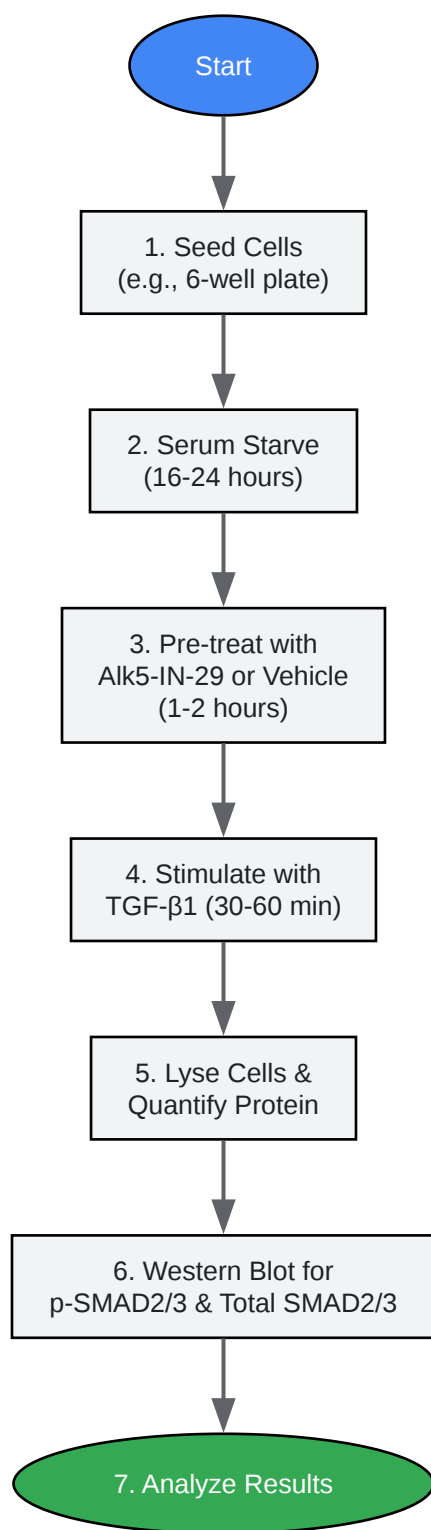 Start
1. Seed Cells
(e.g., 6-well plate)
2. Serum Starve
(16-24 hours)
3. Pre-treat with
Alk5-IN-29 or Vehicle
(1-2 hours)
4. Stimulate with
TGF-β1 (30-60 min)
5. Lyse Cells &
Quantify Protein
6. Western Blot for
p-SMAD2/3 & Total SMAD2/3
7. Analyze Results